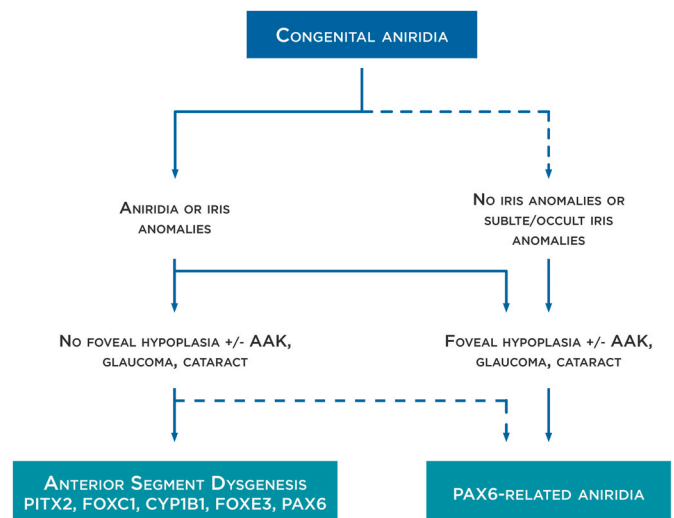 Congenital aniridia
Aniridia or iris
anomalies
No iris anomalies or
sublte/occult iris
anomalies
No foveal hypoplasia +/- AAK,
glaucoma, cataract
Foveal hypoplasia +/- AAK,
glaucoma, cataract
Anterior Segment Dysgenesis
PITX2, FOXC1, CYP1B1, FOXE3, PAX6
PAX6-related aniridia